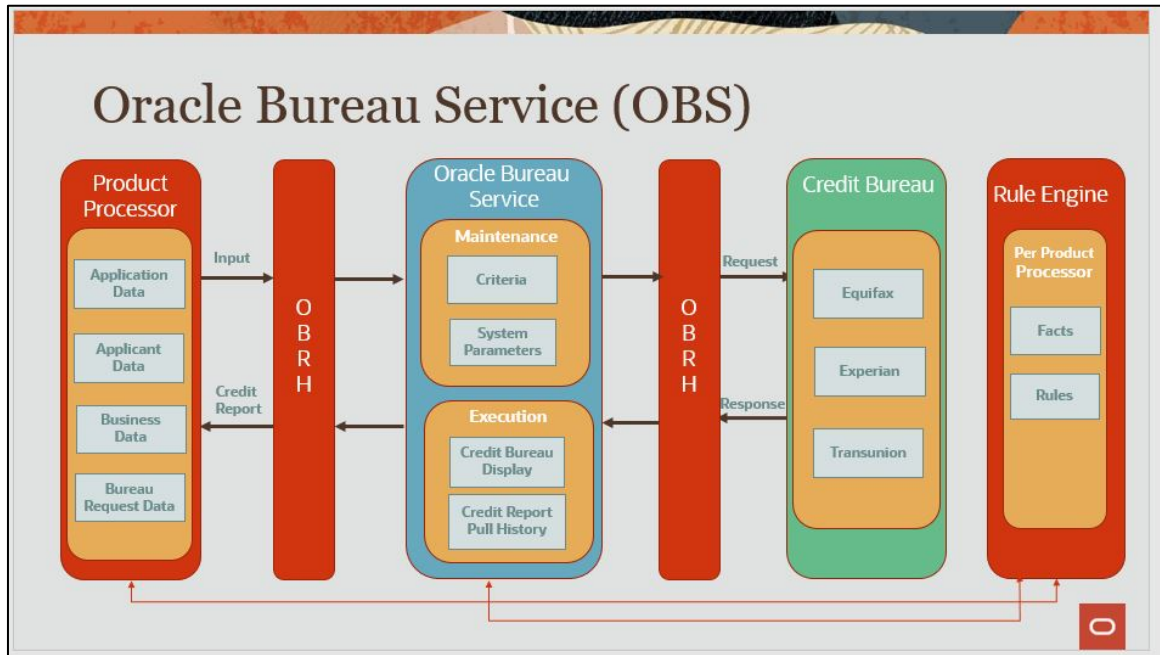 Oracle Bureau Service (OBS)
Product
Processor
Application
Data
Applicant
Data
Business
Data
Bureau
Request Data
Input
Credit
Report
O
B
R
H
Oracle Bureau
Service
Maintenance
Criteria
System
Parameters
Execution
Credit Bureau
Display
Credit Report
Pull History
O
B
R
H
Request
Response
Credit Bureau
Equifax
Experian
Transunion
Rule Engine
Per Product
Processor
Facts
Rules